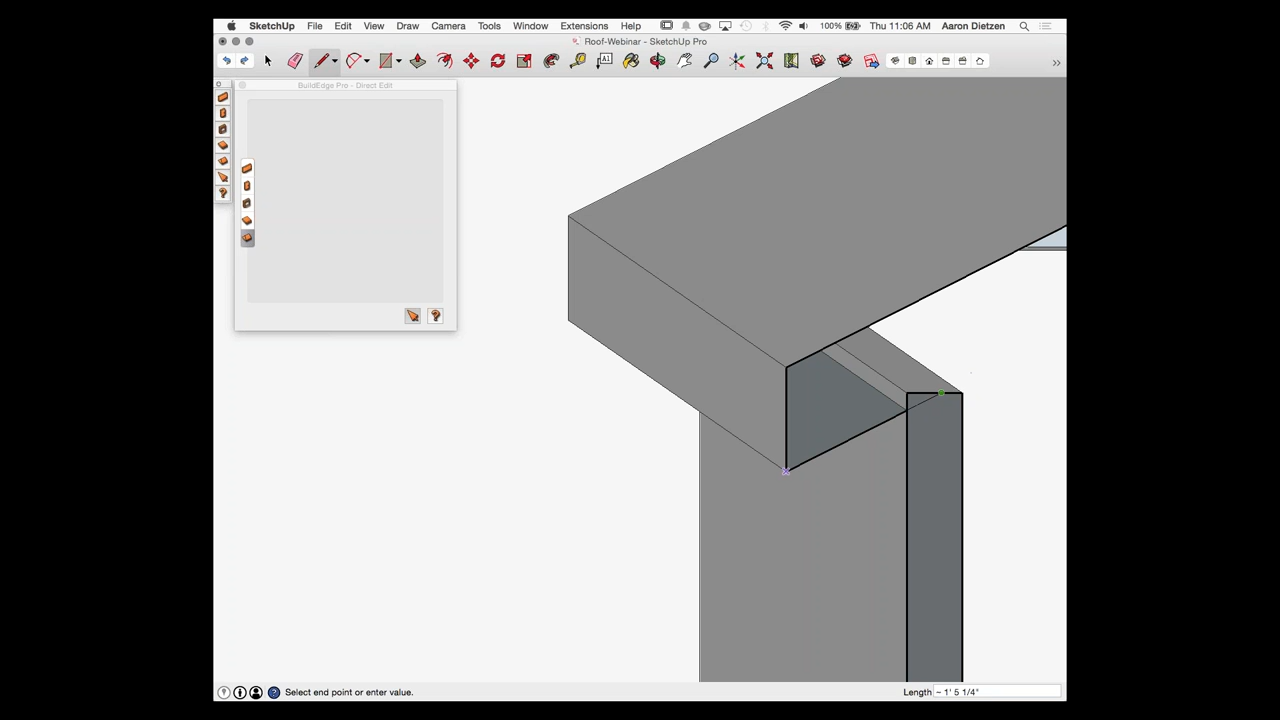 SketchUp File Edit View Draw Camera Tools Window Extensions Help 100% Thu 11:06 AM Aaron Dietzen
Roof-Webinar - SketchUp Pro
A1
BuildEdge Pro - Direct Edit
Select end point or enter value. Length ~ 1' 5 1/4"